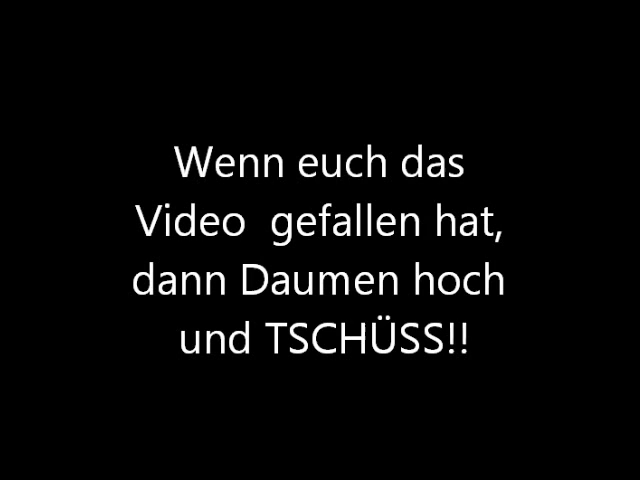 Wenn euch das
Video  gefallen hat,
dann Daumen hoch
und TSCHÜSS!!